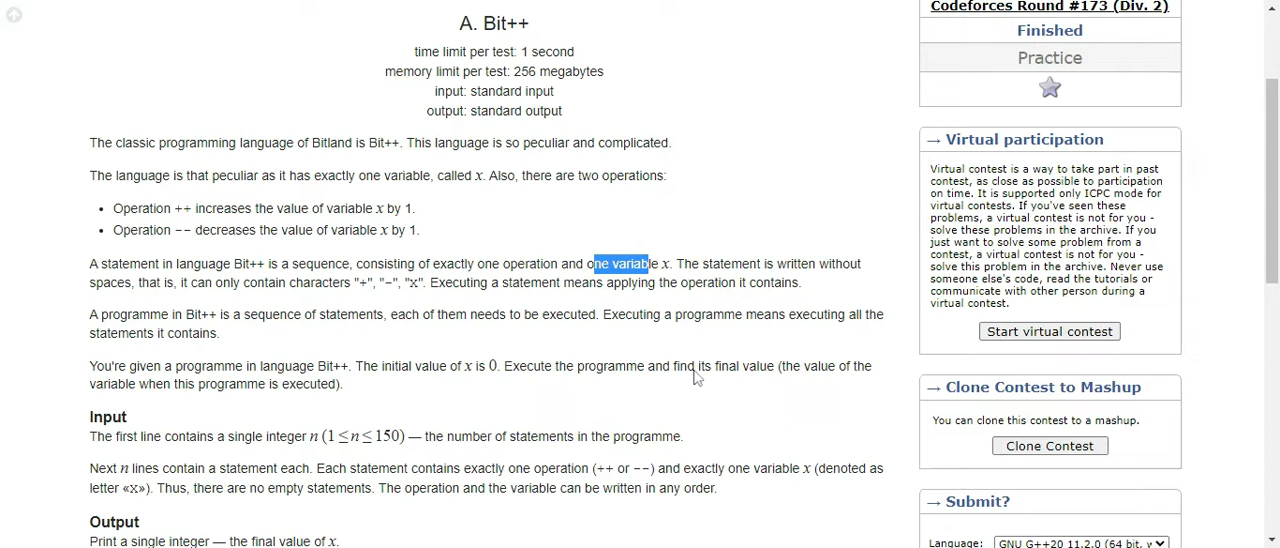 A. Bit++
time limit per test: 1 second
memory limit per test: 256 megabytes
input: standard input
output: standard output
The classic programming language of Bitland is Bit++. This language is so peculiar and complicated.
The language is that peculiar as it has exactly one variable, called x. Also, there are two operations:
• Operation ++ increases the value of variable x by 1.
• Operation -- decreases the value of variable x by 1.
A statement in language Bit++ is a sequence, consisting of exactly one operation and one variable x. The statement is written without
spaces, that is, it can only contain characters "+", "-", "X". Executing a statement means applying the operation it contains.
A programme in Bit++ is a sequence of statements, each of them needs to be executed. Executing a programme means executing all the
statements it contains.
You're given a programme in language Bit++. The initial value of x is 0. Execute the programme and find its final value (the value of the
variable when this programme is executed).
Input
The first line contains a single integer n (1 ≤ n ≤ 150) — the number of statements in the programme.
Next n lines contain a statement each. Each statement contains exactly one operation (++ or --) and exactly one variable x (denoted as
letter «X»). Thus, there are no empty statements. The operation and the variable can be written in any order.
Output
Print a single integer — the final value of x.
Codeforces Round #173 (Div. 2)
Finished
Practice
→ Virtual participation
Virtual contest is a way to take part in past
contest, as close as possible to participation
on time. It is supported only ICPC mode for
virtual contests. If you've seen these
problems, a virtual contest is not for you -
solve these problems in the archive. If you
just want to solve some problem from a
contest, a virtual contest is not for you -
solve this problem in the archive. Never use
someone else's code, read the tutorials or
communicate with other person during a
virtual contest.
Start virtual contest
→ Clone Contest to Mashup
You can clone this contest to a mashup.
Clone Contest
→ Submit?
Language: GNU G++20 11.2.0 (64 bit, v